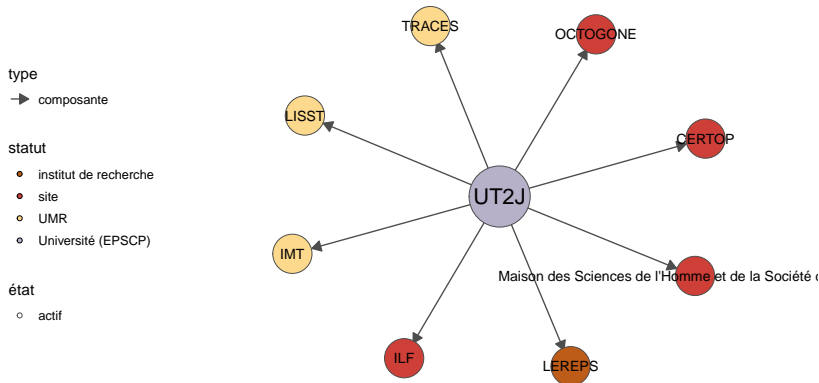 type
composante
statut
institut de recherche
site
UMR
Université (EPSCP)
état
actif
TRACES
OCTOGONE
LISST
CERTOP
UT2J
IMT
Maison des Sciences de l'Homme et de la Société
ILF
LEREPS